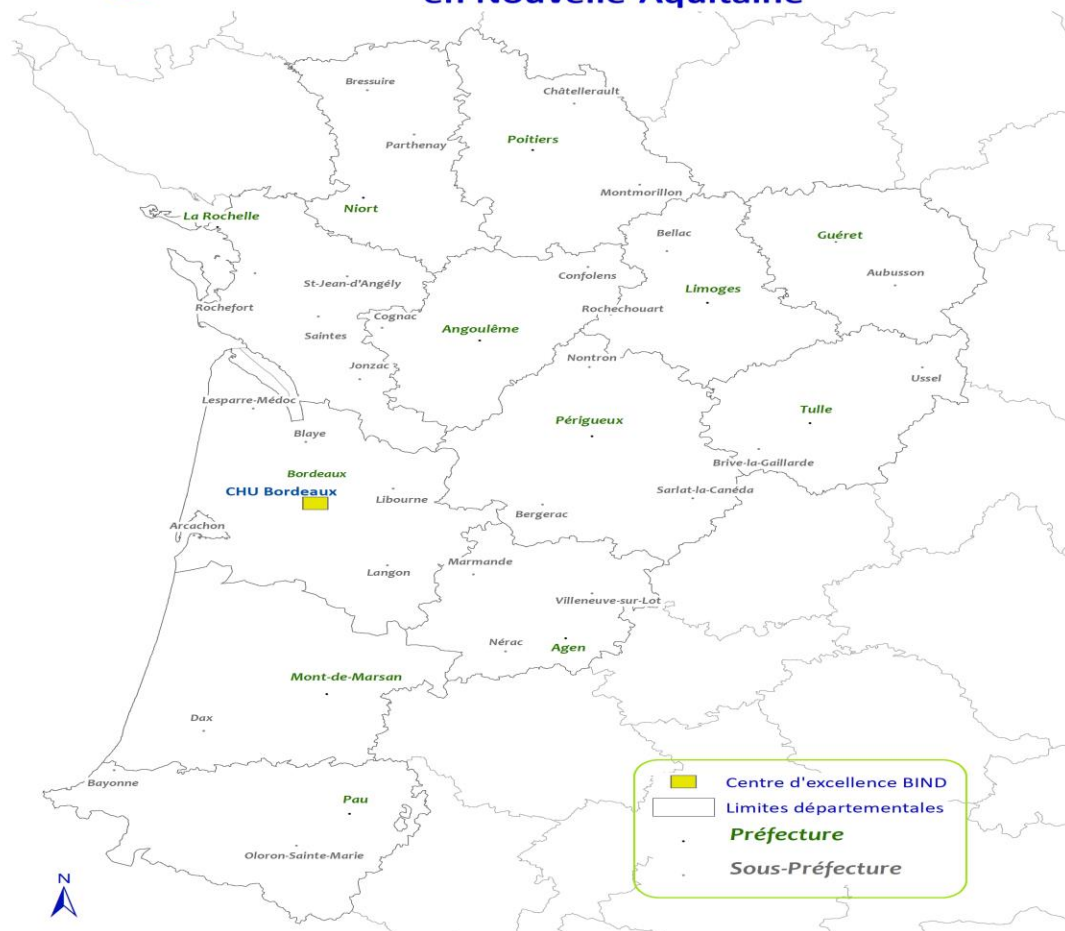 en Nouvelle-Aquitaine
Bressuire
Châtellerault
Poitiers
Parthenay
Montmorillon
Niort
La Rochelle
Bellac
Guéret
Confolens
Aubusson
St-Jean-d'Angély
Limoges
Rochefort
Rochechouart
Cognac
Angoulême
Saintes
Nontron
Jonzac
Ussel
Lesparre-Médoc
Tulle
Périgueux
Blaye
Brive-la-Gaillarde
Bordeaux
CHU Bordeaux
Sarlat-la-Canéda
Libourne
Bergerac
Arcachon
Marmande
Langon
Villeneuve-sur-Lot
Nérac
Agen
Mont-de-Marsan
Dax
Bayonne
Pau
Oloron-Sainte-Marie
Centre d'excellence BIND
Limites départementales
Préfecture
Sous-Préfecture
N